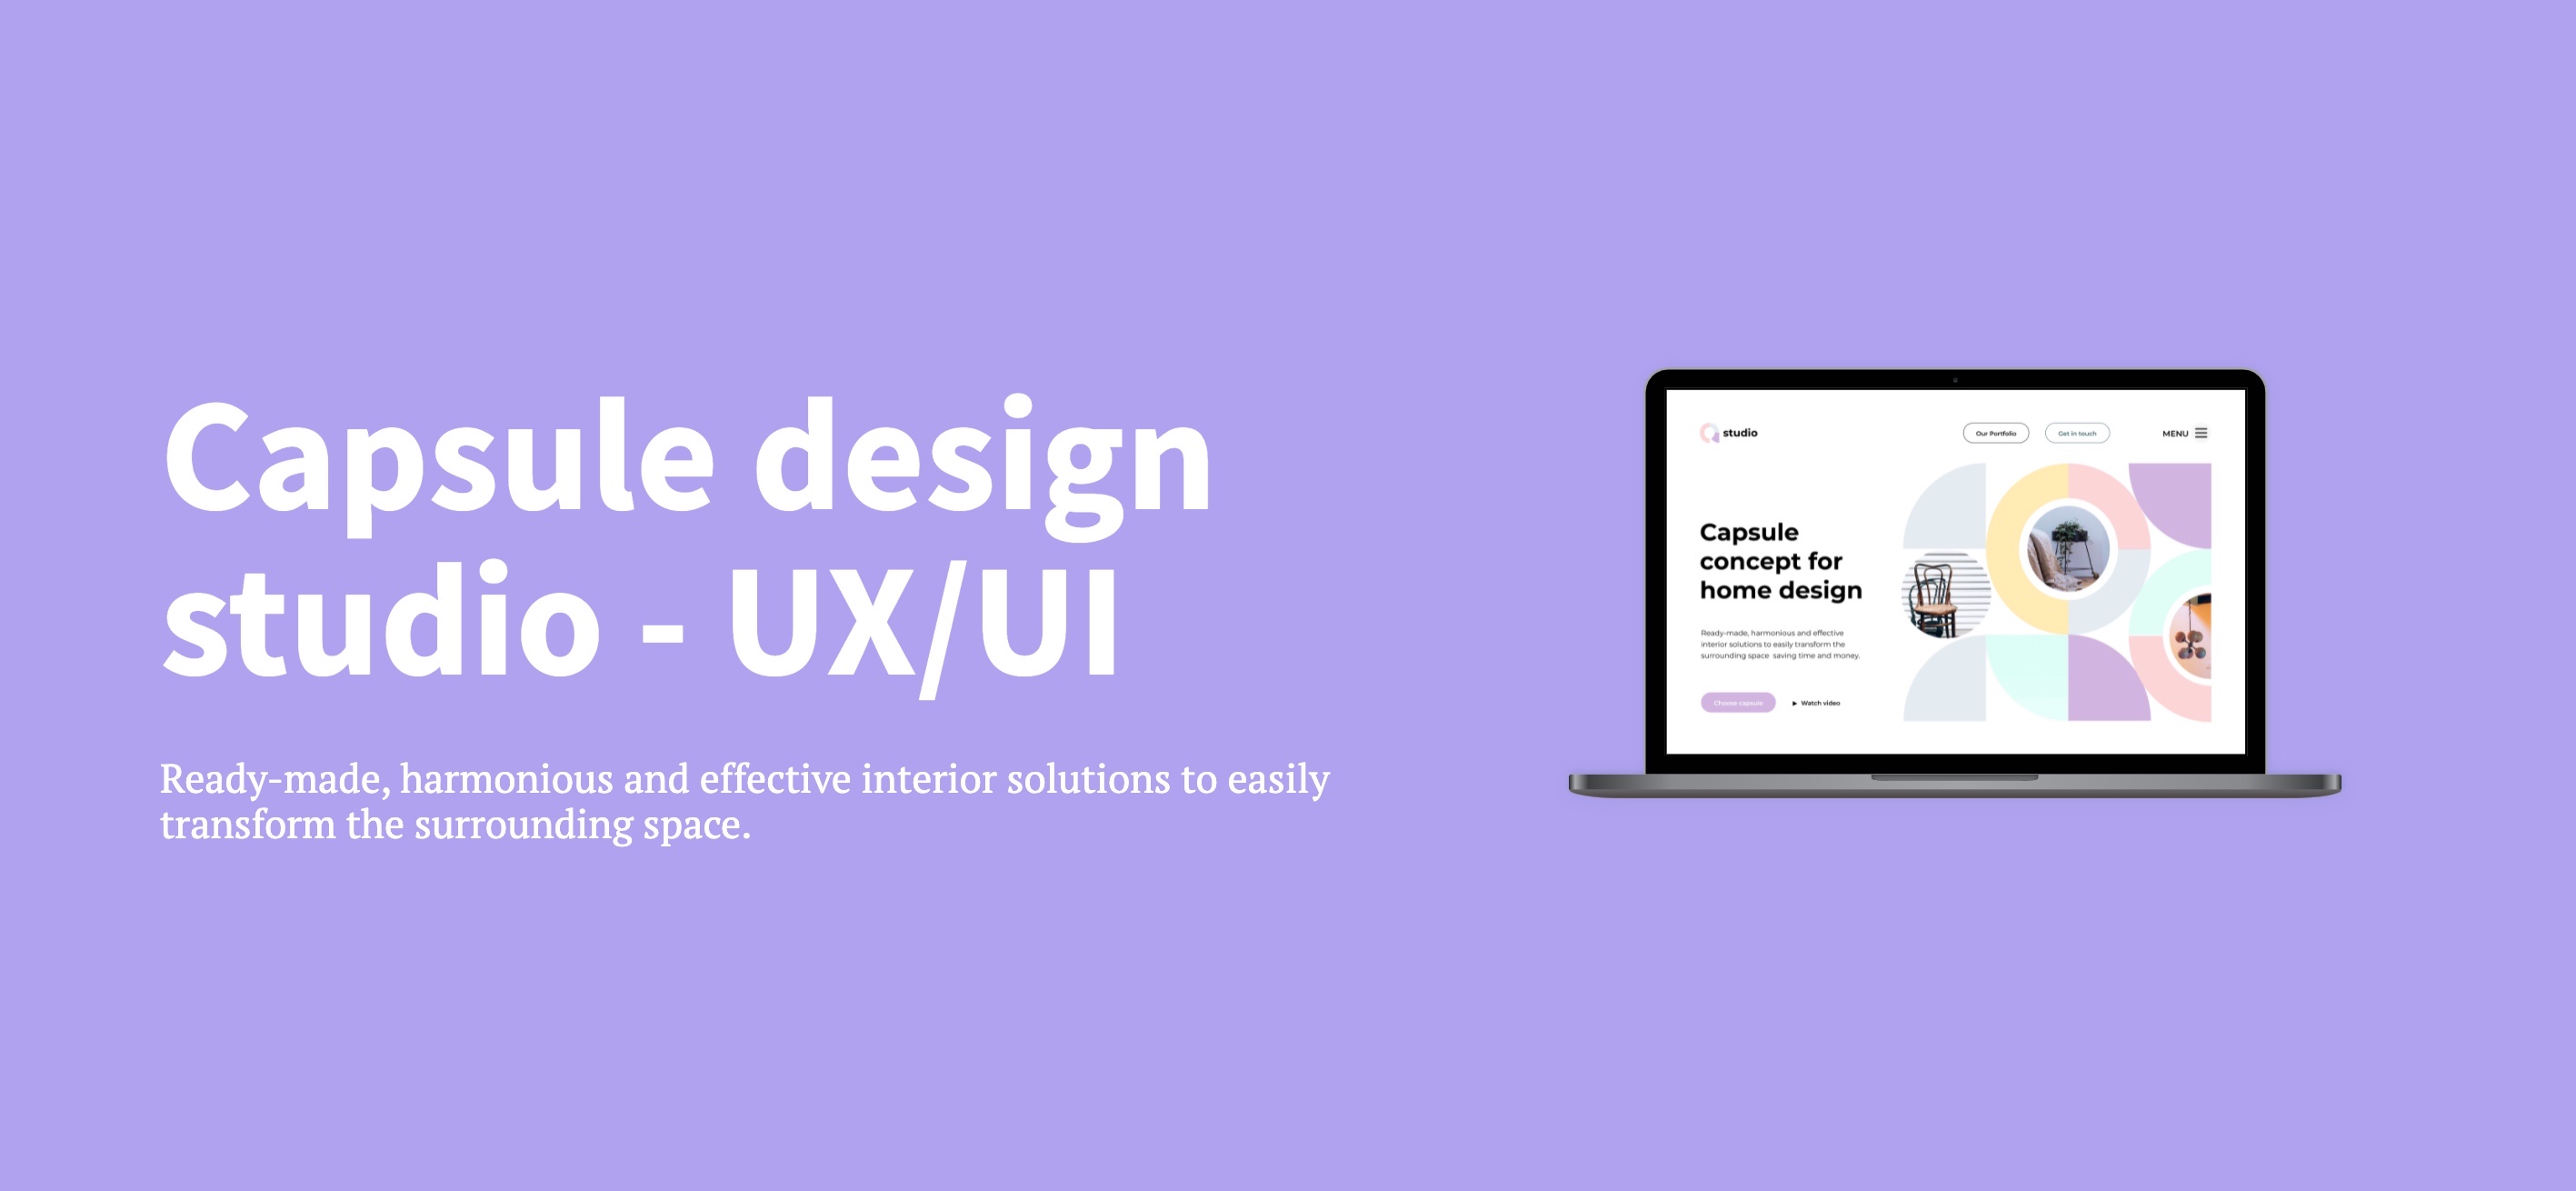 Capsule design
studio - UX/UI
Ready-made, harmonious and effective interior solutions to easily
transform the surrounding space.
studio
Our Portfolio
Get in touch
MENU
Capsule
concept for
home design
Ready-made, harmonious and effective
interior solutions to easily transform the
surrounding space saving time and money.
Choose capsule
Watch video